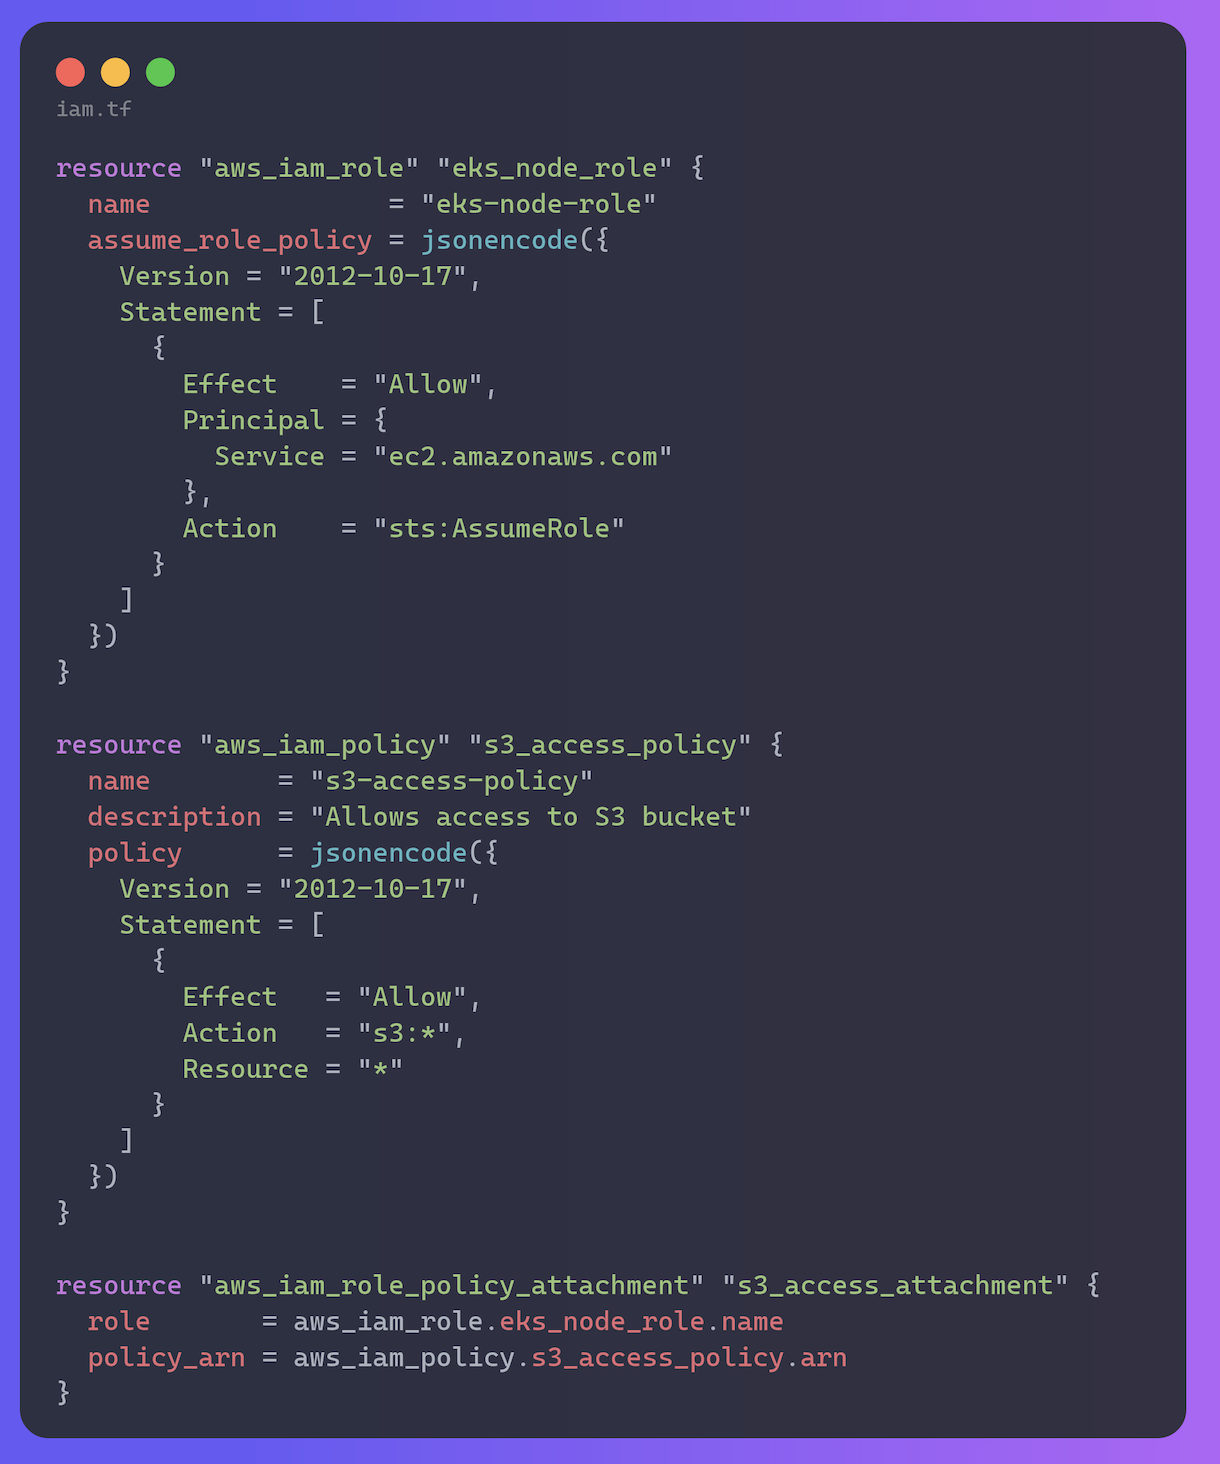 iam.tf
resource "aws_iam_role" "eks_node_role" {
  name               = "eks-node-role"
  assume_role_policy = jsonencode({
    Version = "2012-10-17",
    Statement = [
      {
        Effect    = "Allow",
        Principal = {
          Service = "ec2.amazonaws.com"
        },
        Action    = "sts:AssumeRole"
      }
    ]
  })
}

resource "aws_iam_policy" "s3_access_policy" {
  name        = "s3-access-policy"
  description = "Allows access to S3 bucket"
  policy      = jsonencode({
    Version = "2012-10-17",
    Statement = [
      {
        Effect   = "Allow",
        Action   = "s3:*",
        Resource = "*"
      }
    ]
  })
}

resource "aws_iam_role_policy_attachment" "s3_access_attachment" {
  role       = aws_iam_role.eks_node_role.name
  policy_arn = aws_iam_policy.s3_access_policy.arn
}